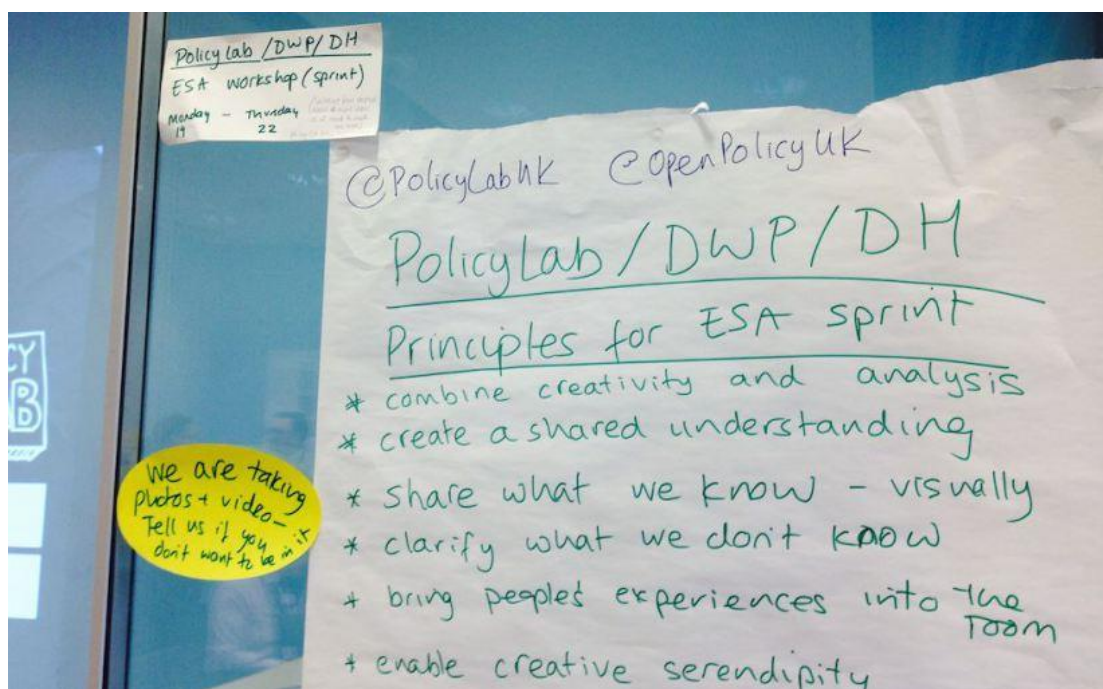 Policy Lab / DWP / DH
ESA workshop (sprint)
Monday - Thursday
19 22
@PolicyLabUK @OpenPolicyUK
PolicyLab / DWP / DH
Principles for ESA sprint
* combine creativity and analysis
* create a shared understanding
* share what we know - visually
* clarify what we don't know
* bring people's experiences into the
room
* enable creative serendipity
we are taking
photos + video -
Tell us if you
don't want to be in it
CY
AB